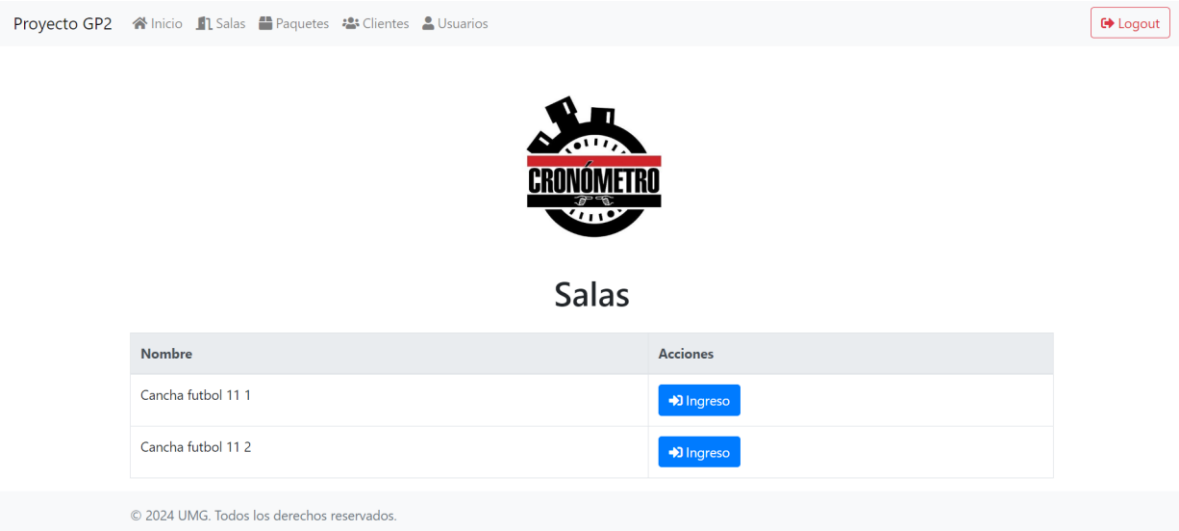 Proyecto GP2 Inicio Salas Paquetes Clientes Usuarios Logout
CRONÓMETRO
Salas
Nombre Acciones
Cancha futbol 11 1 Ingreso
Cancha futbol 11 2 Ingreso
© 2024 UMG. Todos los derechos reservados.